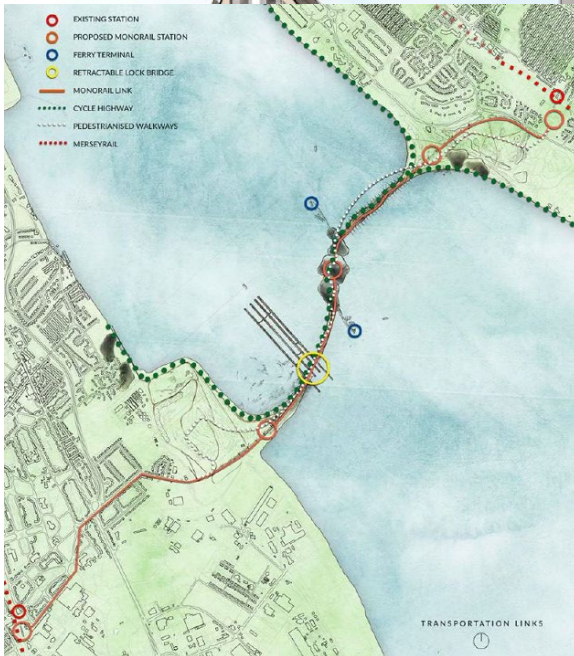 EXISTING STATION
PROPOSED MONORAIL STATION
FERRY TERMINAL
RETRACTABLE LOCK BRIDGE
MONORAIL LINK
CYCLE HIGHWAY
PEDESTRIANISED WALKWAYS
MERSEYRAIL
TRANSPORTATION LINKS